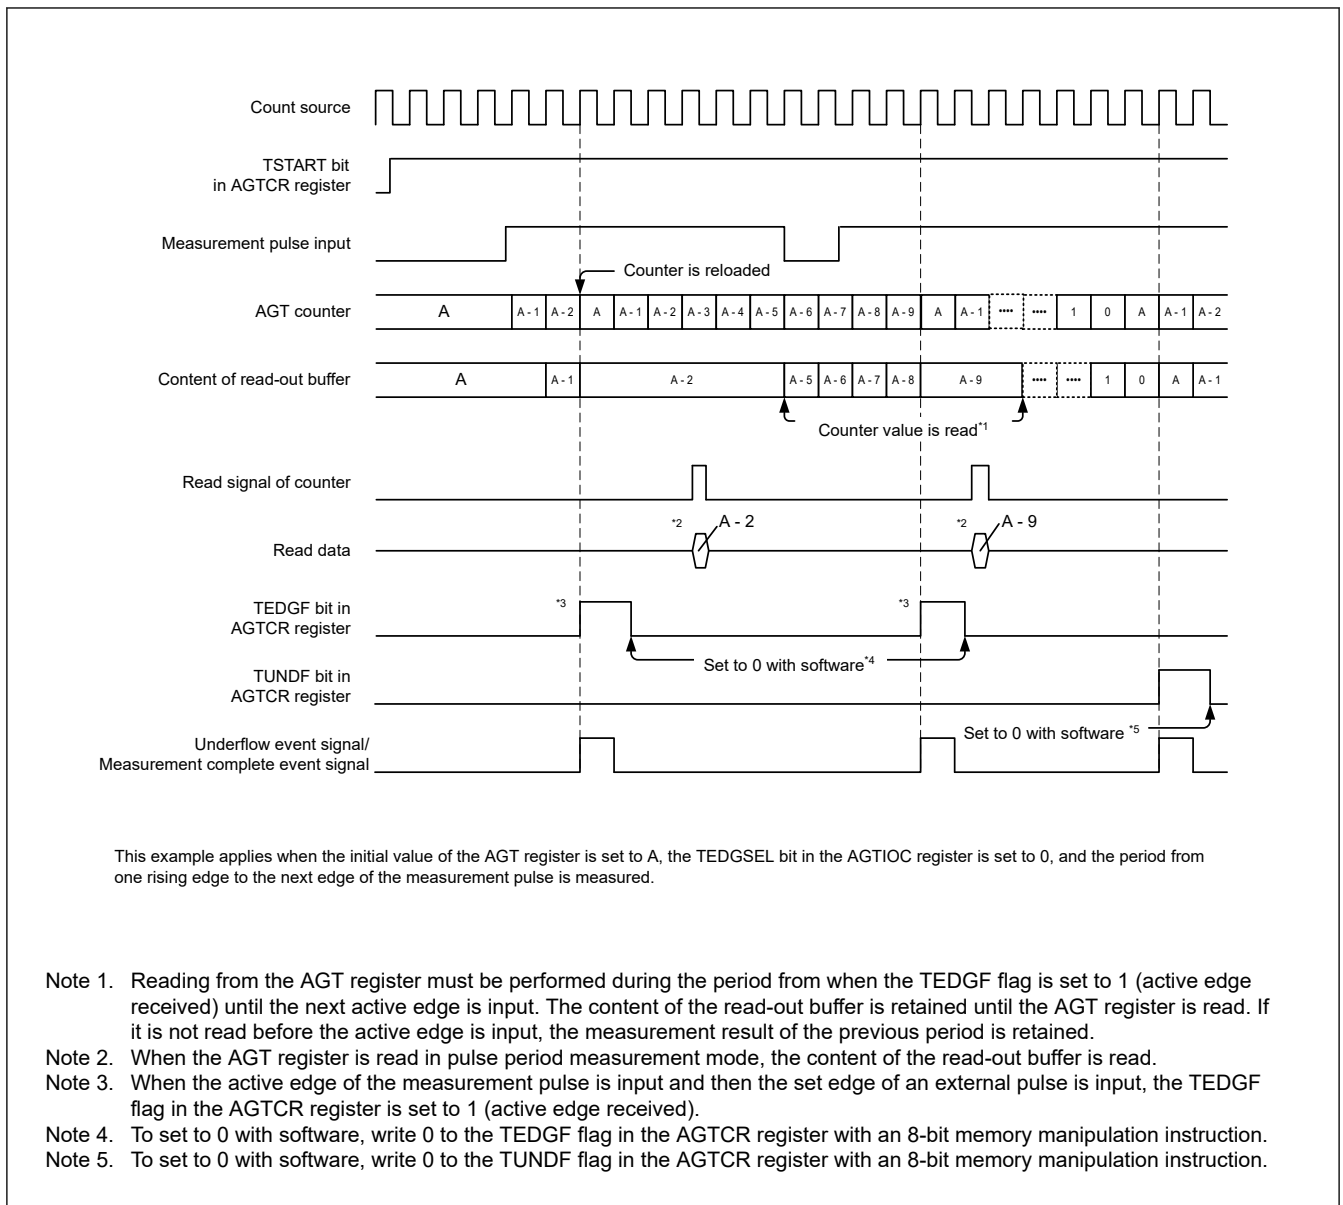 Count source
TSTART bit
in AGTCR register
Measurement pulse input
Counter is reloaded
AGT counter
A A - 1 A - 2 A A - 1 A - 2 A - 3 A - 4 A - 5 A - 6 A - 7 A - 8 A - 9 A A - 1 •••• •••• 1 0 A A - 1 A - 2
Content of read-out buffer
A A - 1 A - 2 A - 5 A - 6 A - 7 A - 8 A - 9 •••• •••• 1 0 A A - 1
Counter value is read*1
Read signal of counter
*2 A - 2 *2 A - 9
Read data
TEDGF bit in
AGTCR register
*3 *3
Set to 0 with software*4
TUNDF bit in
AGTCR register
Set to 0 with software *5
Underflow event signal/
Measurement complete event signal
This example applies when the initial value of the AGT register is set to A, the TEDGSEL bit in the AGTIOC register is set to 0, and the period from
one rising edge to the next edge of the measurement pulse is measured.
Note 1. Reading from the AGT register must be performed during the period from when the TEDGF flag is set to 1 (active edge
received) until the next active edge is input. The content of the read-out buffer is retained until the AGT register is read. If
it is not read before the active edge is input, the measurement result of the previous period is retained.
Note 2. When the AGT register is read in pulse period measurement mode, the content of the read-out buffer is read.
Note 3. When the active edge of the measurement pulse is input and then the set edge of an external pulse is input, the TEDGF
flag in the AGTCR register is set to 1 (active edge received).
Note 4. To set to 0 with software, write 0 to the TEDGF flag in the AGTCR register with an 8-bit memory manipulation instruction.
Note 5. To set to 0 with software, write 0 to the TUNDF flag in the AGTCR register with an 8-bit memory manipulation instruction.